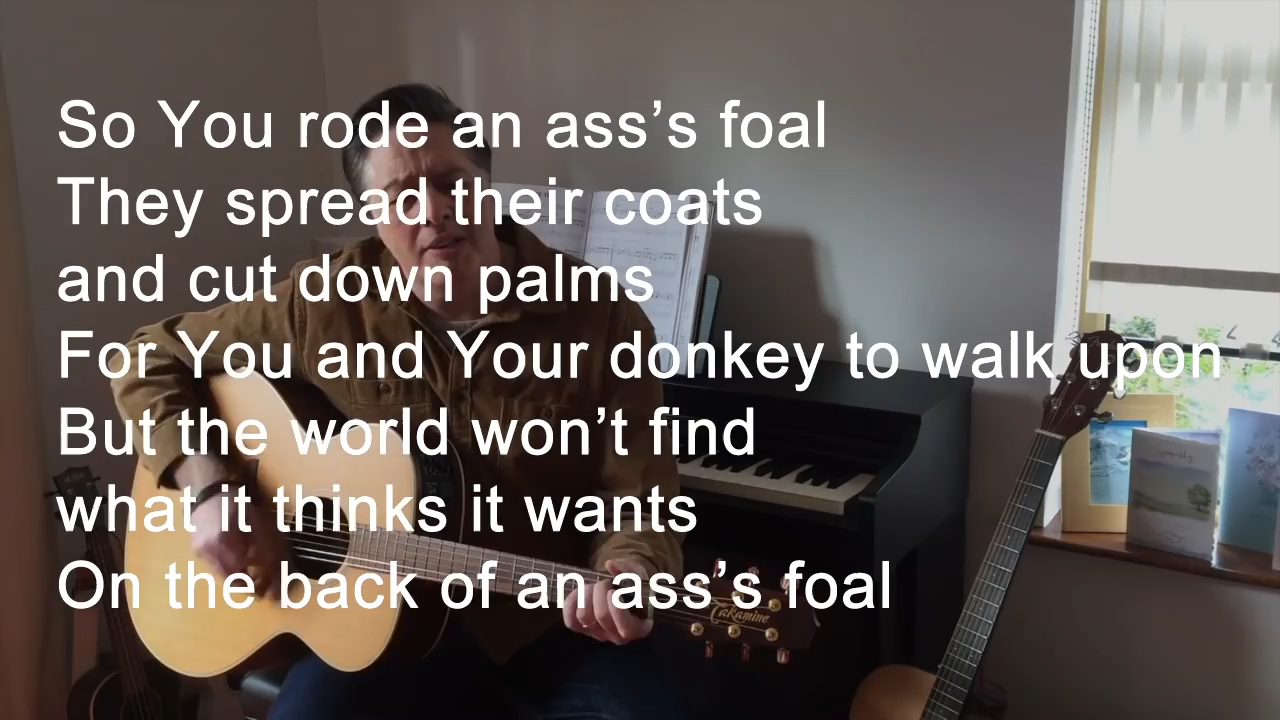 So You rode an ass’s foal
They spread their coats
and cut down palms
For You and Your donkey to walk upon
But the world won’t find
what it thinks it wants
On the back of an ass’s foal
Takamine